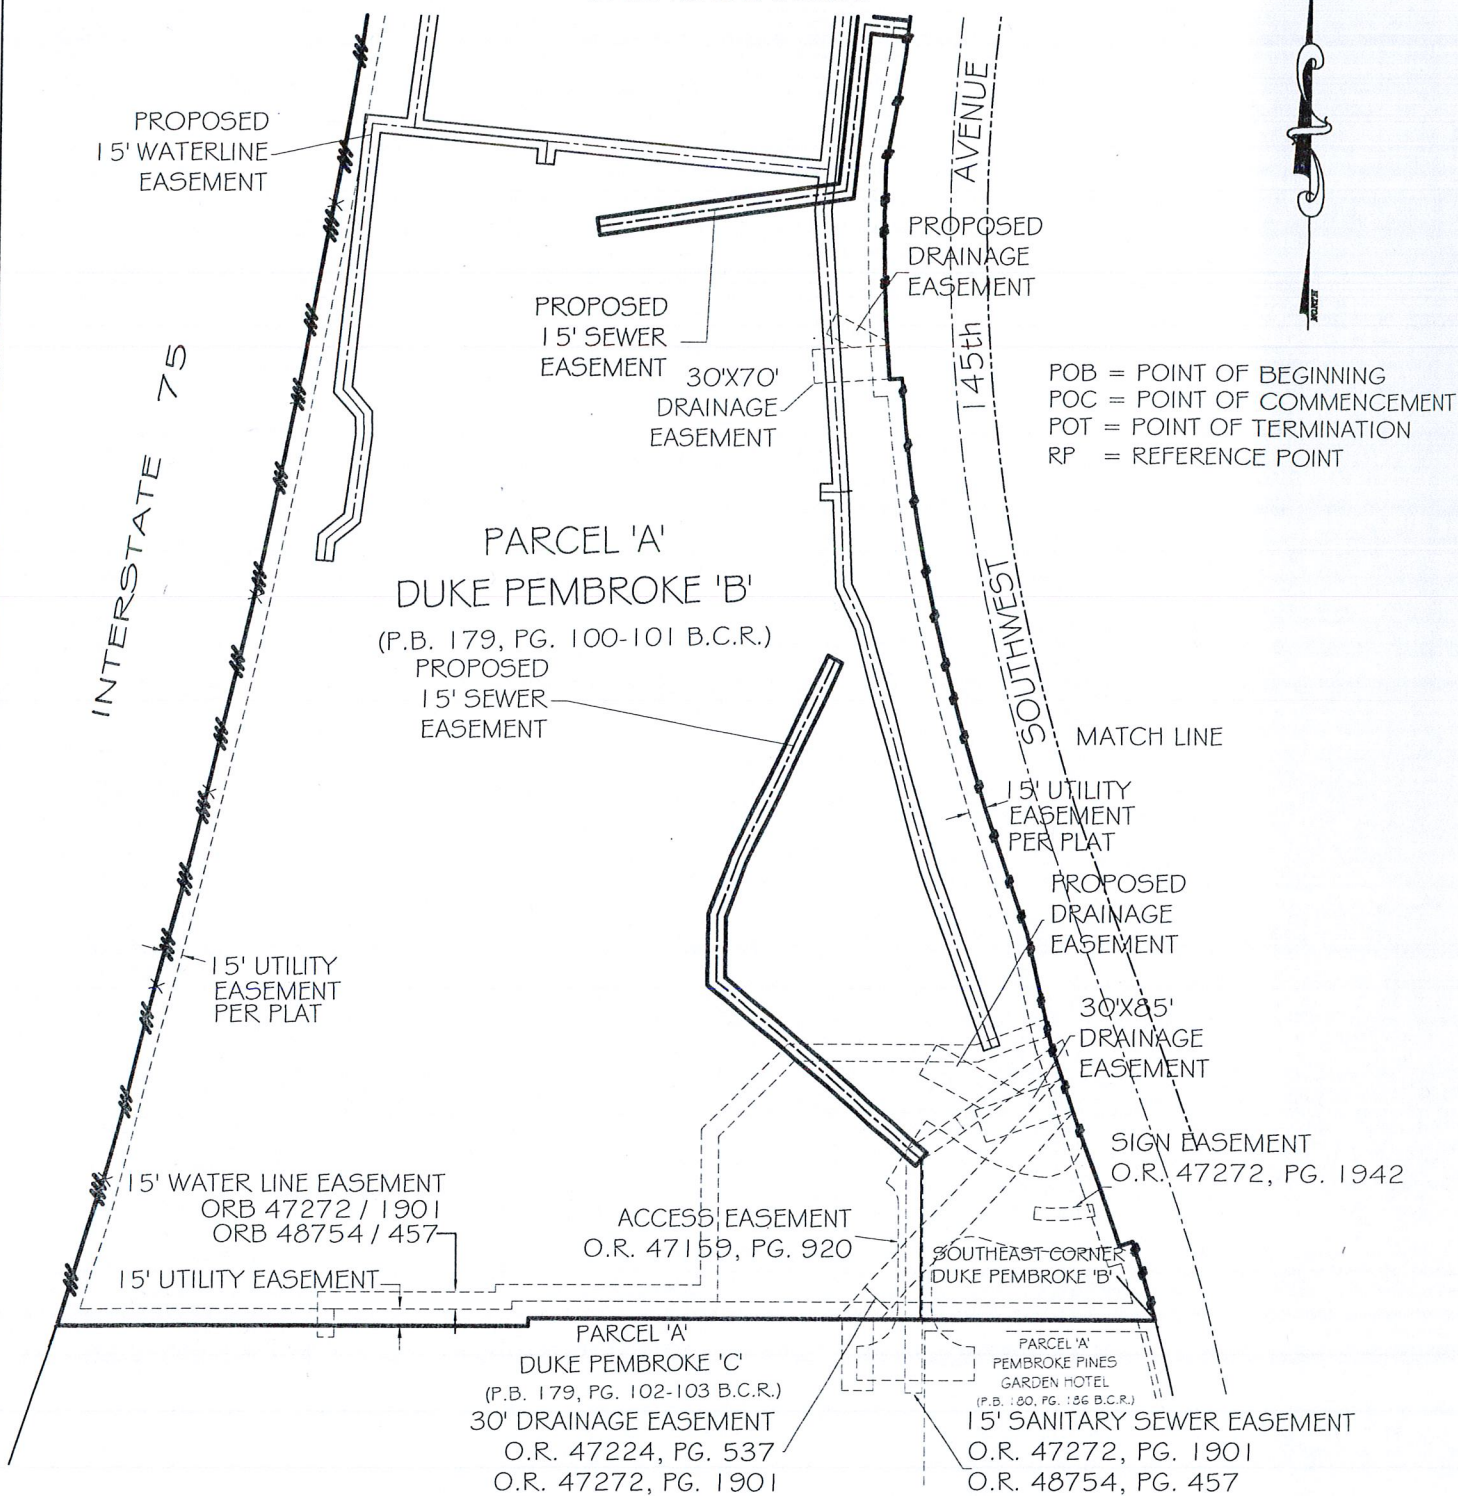 PROPOSED
15' WATERLINE
EASEMENT
AVENUE
145th
SOUTHWEST
PROPOSED
DRAINAGE
EASEMENT
PROPOSED
15' SEWER
EASEMENT
30'X70'
DRAINAGE
EASEMENT
POB = POINT OF BEGINNING
POC = POINT OF COMMENCEMENT
POT = POINT OF TERMINATION
RP = REFERENCE POINT
INTERSTATE 75
PARCEL 'A'
DUKE PEMBROKE 'B'
(P.B. 179, PG. 100-101 B.C.R.)
PROPOSED
15' SEWER
EASEMENT
MATCH LINE
15' UTILITY
EASEMENT
PER PLAT
PROPOSED
DRAINAGE
EASEMENT
15' UTILITY
EASEMENT
PER PLAT
30'X85'
DRAINAGE
EASEMENT
SIGN EASEMENT
O.R. 47272, PG. 1942
15' WATER LINE EASEMENT
ORB 47272 / 1901
ORB 48754 / 457
ACCESS EASEMENT
O.R. 47159, PG. 920
15' UTILITY EASEMENT
SOUTHEAST CORNER
DUKE PEMBROKE 'B'
PARCEL 'A'
DUKE PEMBROKE 'C'
(P.B. 179, PG. 102-103 B.C.R.)
PARCEL 'A'
PEMBROKE PINES
GARDEN HOTEL
(P.B. 180, PG. 186 B.C.R.)
30' DRAINAGE EASEMENT
O.R. 47224, PG. 537
O.R. 47272, PG. 1901
15' SANITARY SEWER EASEMENT
O.R. 47272, PG. 1901
O.R. 48754, PG. 457